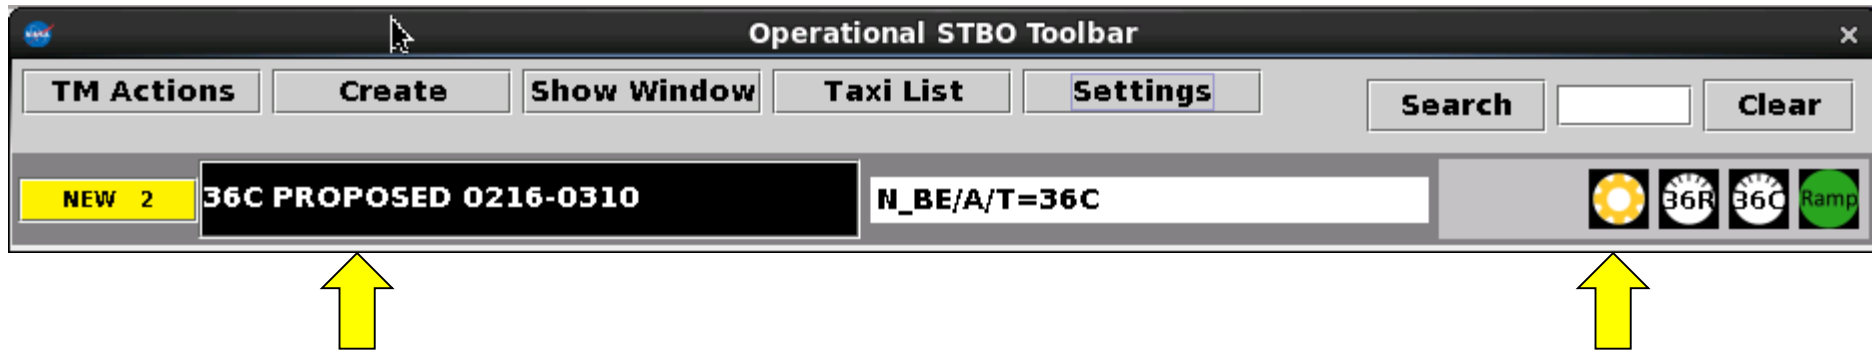 Operational STBO Toolbar
TM Actions Create Show Window Taxi List Settings Search Clear
NEW 2 36C PROPOSED 0216-0310 N_BE/A/T=36C 36R 36C Ramp